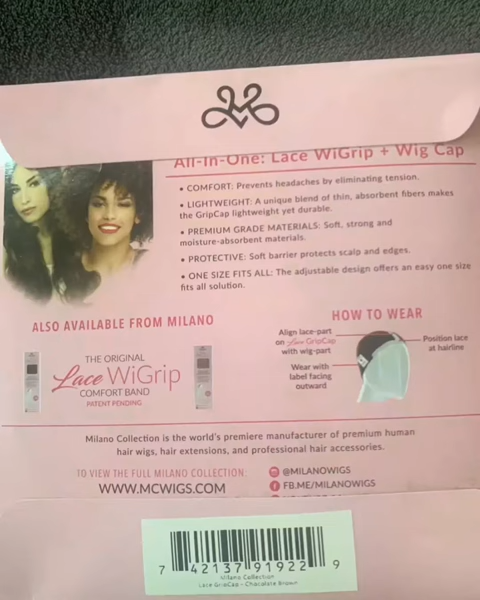 All-In-One: Lace WiGrip + Wig Cap
• COMFORT: Prevents headaches by eliminating tension.
• LIGHTWEIGHT: A unique blend of thin, absorbent fibers makes
the GripCap lightweight yet durable.
• PREMIUM GRADE MATERIALS: Soft, strong and
moisture-absorbent materials.
• PROTECTIVE: Soft barrier protects scalp and edges.
• ONE SIZE FITS ALL: The adjustable design offers an easy one size
fits all solution.
ALSO AVAILABLE FROM MILANO
THE ORIGINAL
Lace WiGrip
COMFORT BAND
PATENT PENDING
HOW TO WEAR
Align lace-part
on Lace GripCap
with wig-part
Wear with
label facing
outward
Position lace
at hairline
Milano Collection is the world's premiere manufacturer of premium human
hair wigs, hair extensions, and professional hair accessories.
TO VIEW THE FULL MILANO COLLECTION:
WWW.MCWIGS.COM
@MILANOWIGS
FB.ME/MILANOWIGS
7 42137 91922 9
Milano Collection
Lace GripCap - Chocolate Brown